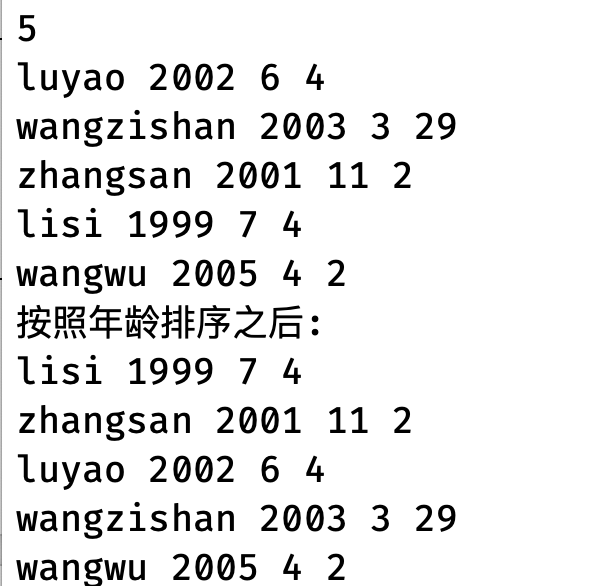 5
luyao 2002 6 4
wangzishan 2003 3 29
zhangsan 2001 11 2
lisi 1999 7 4
wangwu 2005 4 2
按照年龄排序之后:
lisi 1999 7 4
zhangsan 2001 11 2
luyao 2002 6 4
wangzishan 2003 3 29
wangwu 2005 4 2